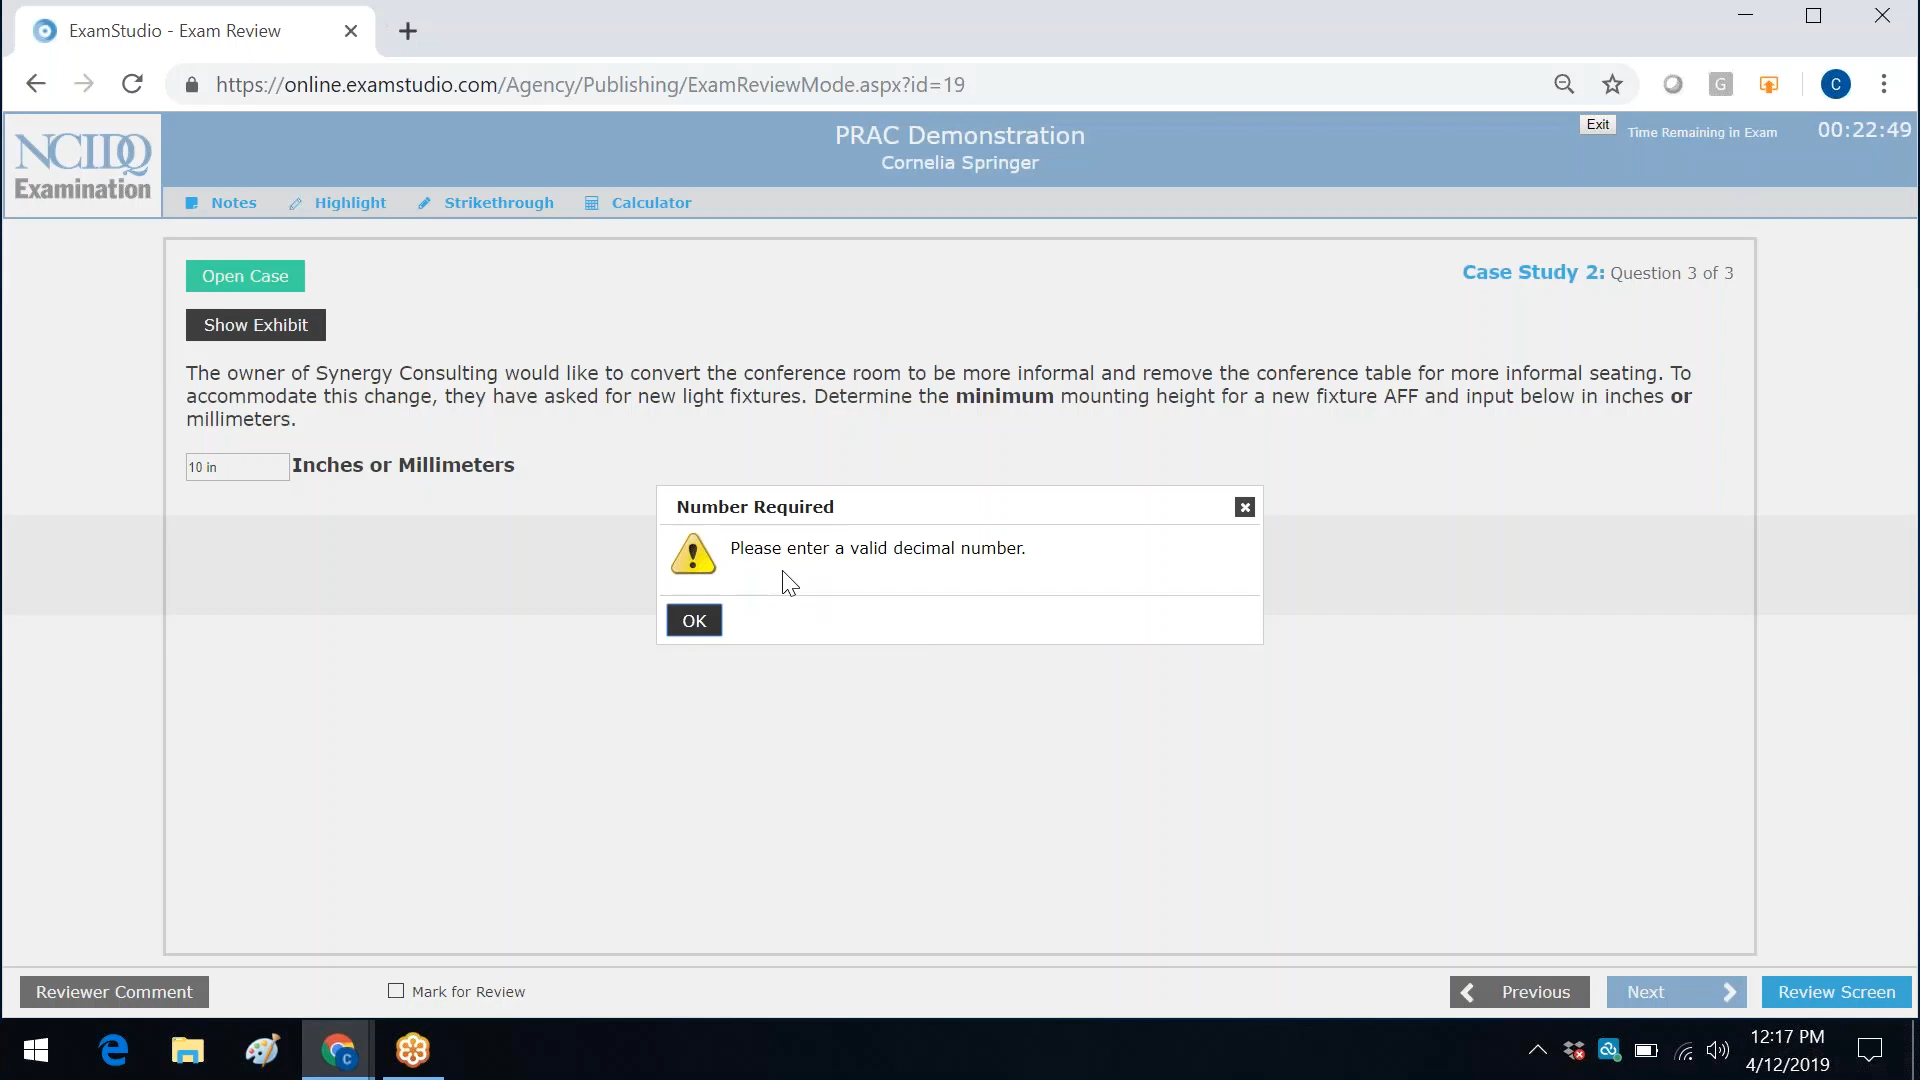 ExamStudio - Exam Review
https://online.examstudio.com/Agency/Publishing/ExamReviewMode.aspx?id=19
G
C
NCIDQ
Examination
PRAC Demonstration
Cornelia Springer
Exit
Time Remaining in Exam
00:22:49
Notes
Highlight
Strikethrough
Calculator
Open Case
Case Study 2: Question 3 of 3
Show Exhibit
The owner of Synergy Consulting would like to convert the conference room to be more informal and remove the conference table for more informal seating. To
accommodate this change, they have asked for new light fixtures. Determine the minimum mounting height for a new fixture AFF and input below in inches or
millimeters.
10 in
Inches or Millimeters
Number Required
Please enter a valid decimal number.
OK
Reviewer Comment
Mark for Review
Previous
Next
Review Screen
C
12:17 PM
4/12/2019